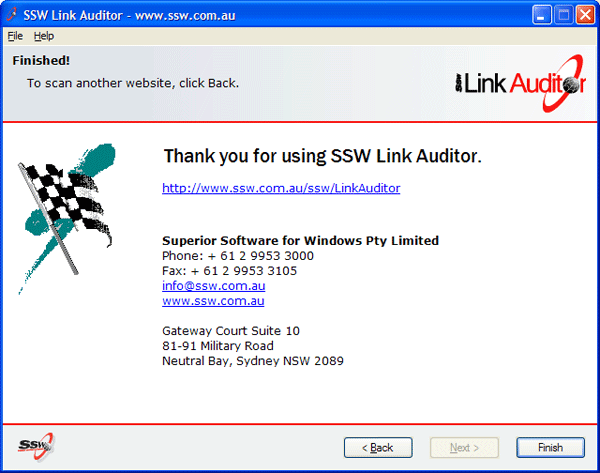 SSW Link Auditor - www.ssw.com.au
File Help
Finished!
To scan another website, click Back.
SSW Link Auditor
Thank you for using SSW Link Auditor.
http://www.ssw.com.au/ssw/LinkAuditor
Superior Software for Windows Pty Limited
Phone: + 61 2 9953 3000
Fax: + 61 2 9953 3105
info@ssw.com.au
www.ssw.com.au
Gateway Court Suite 10
81-91 Military Road
Neutral Bay, Sydney NSW 2089
SSW
< Back Next > Finish